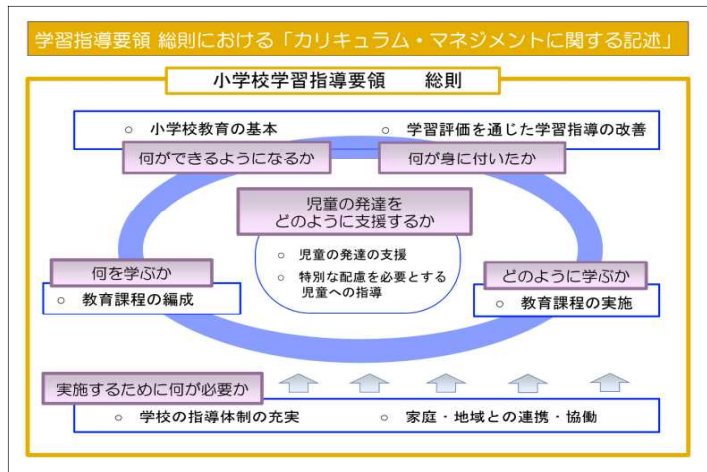 学習指導要領 総則における「カリキュラム・マネジメントに関する記述」
小学校学習指導要領　　総則
○ 小学校教育の基本
○ 学習評価を通じた学習指導の改善
何ができるようになるか
何が身に付いたか
児童の発達を
どのように支援するか
○ 児童の発達の支援
○ 特別な配慮を必要とする
児童への指導
何を学ぶか
○ 教育課程の編成
どのように学ぶか
○ 教育課程の実施
実施するために何が必要か
○ 学校の指導体制の充実
○ 家庭・地域との連携・協働